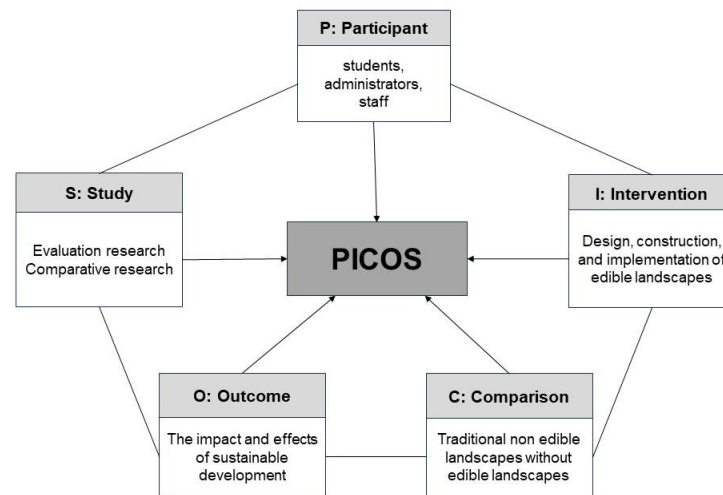 P: Participant
students,
administrators,
staff
S: Study
Evaluation research
Comparative research
PICOS
I: Intervention
Design, construction,
and implementation of
edible landscapes
O: Outcome
The impact and effects
of sustainable
development
C: Comparison
Traditional non edible
landscapes without
edible landscapes